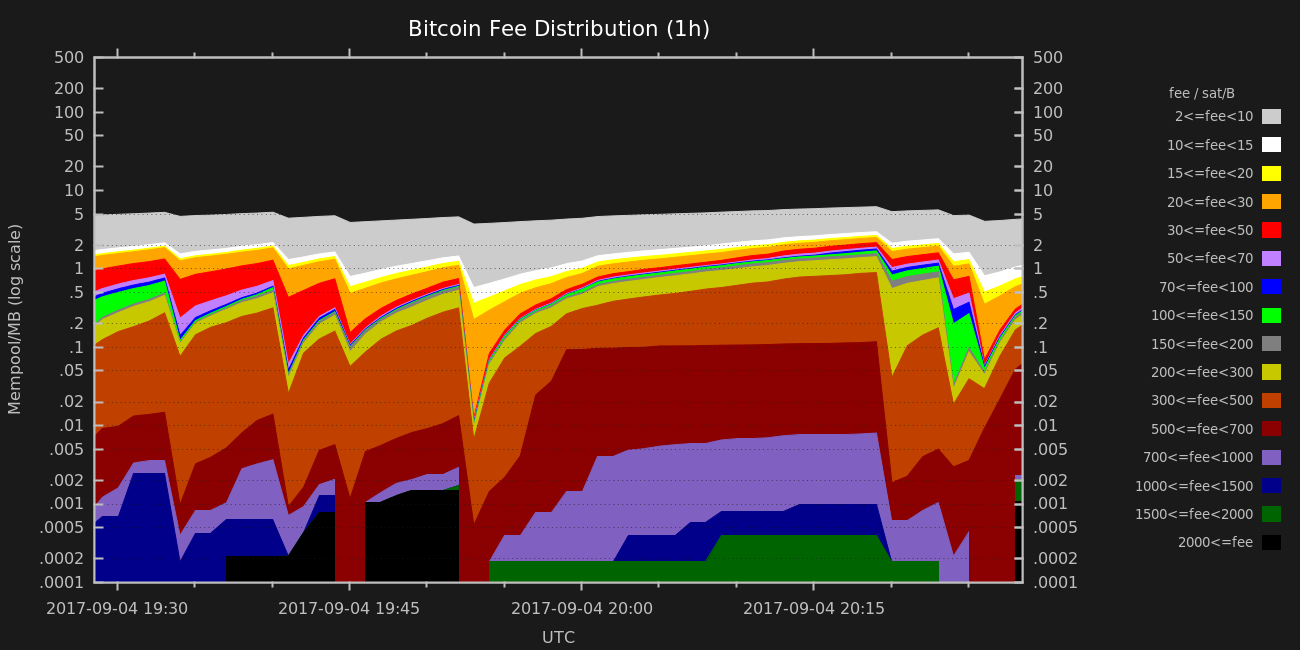 Bitcoin Fee Distribution (1h)
500 500
200 200
100 100
50 50
20 20
10 10
5 5
2 2
1 1
.5 .5
.2 .2
.1 .1
.05 .05
.02 .02
.01 .01
.005 .005
.002 .002
.001 .001
.0005 .0005
.0002 .0002
.0001 .0001
Mempool/MB (log scale)
2017-09-04 19:30 2017-09-04 19:45 2017-09-04 20:00 2017-09-04 20:15
UTC
fee / sat/B
2<=fee<10
10<=fee<15
15<=fee<20
20<=fee<30
30<=fee<50
50<=fee<70
70<=fee<100
100<=fee<150
150<=fee<200
200<=fee<300
300<=fee<500
500<=fee<700
700<=fee<1000
1000<=fee<1500
1500<=fee<2000
2000<=fee